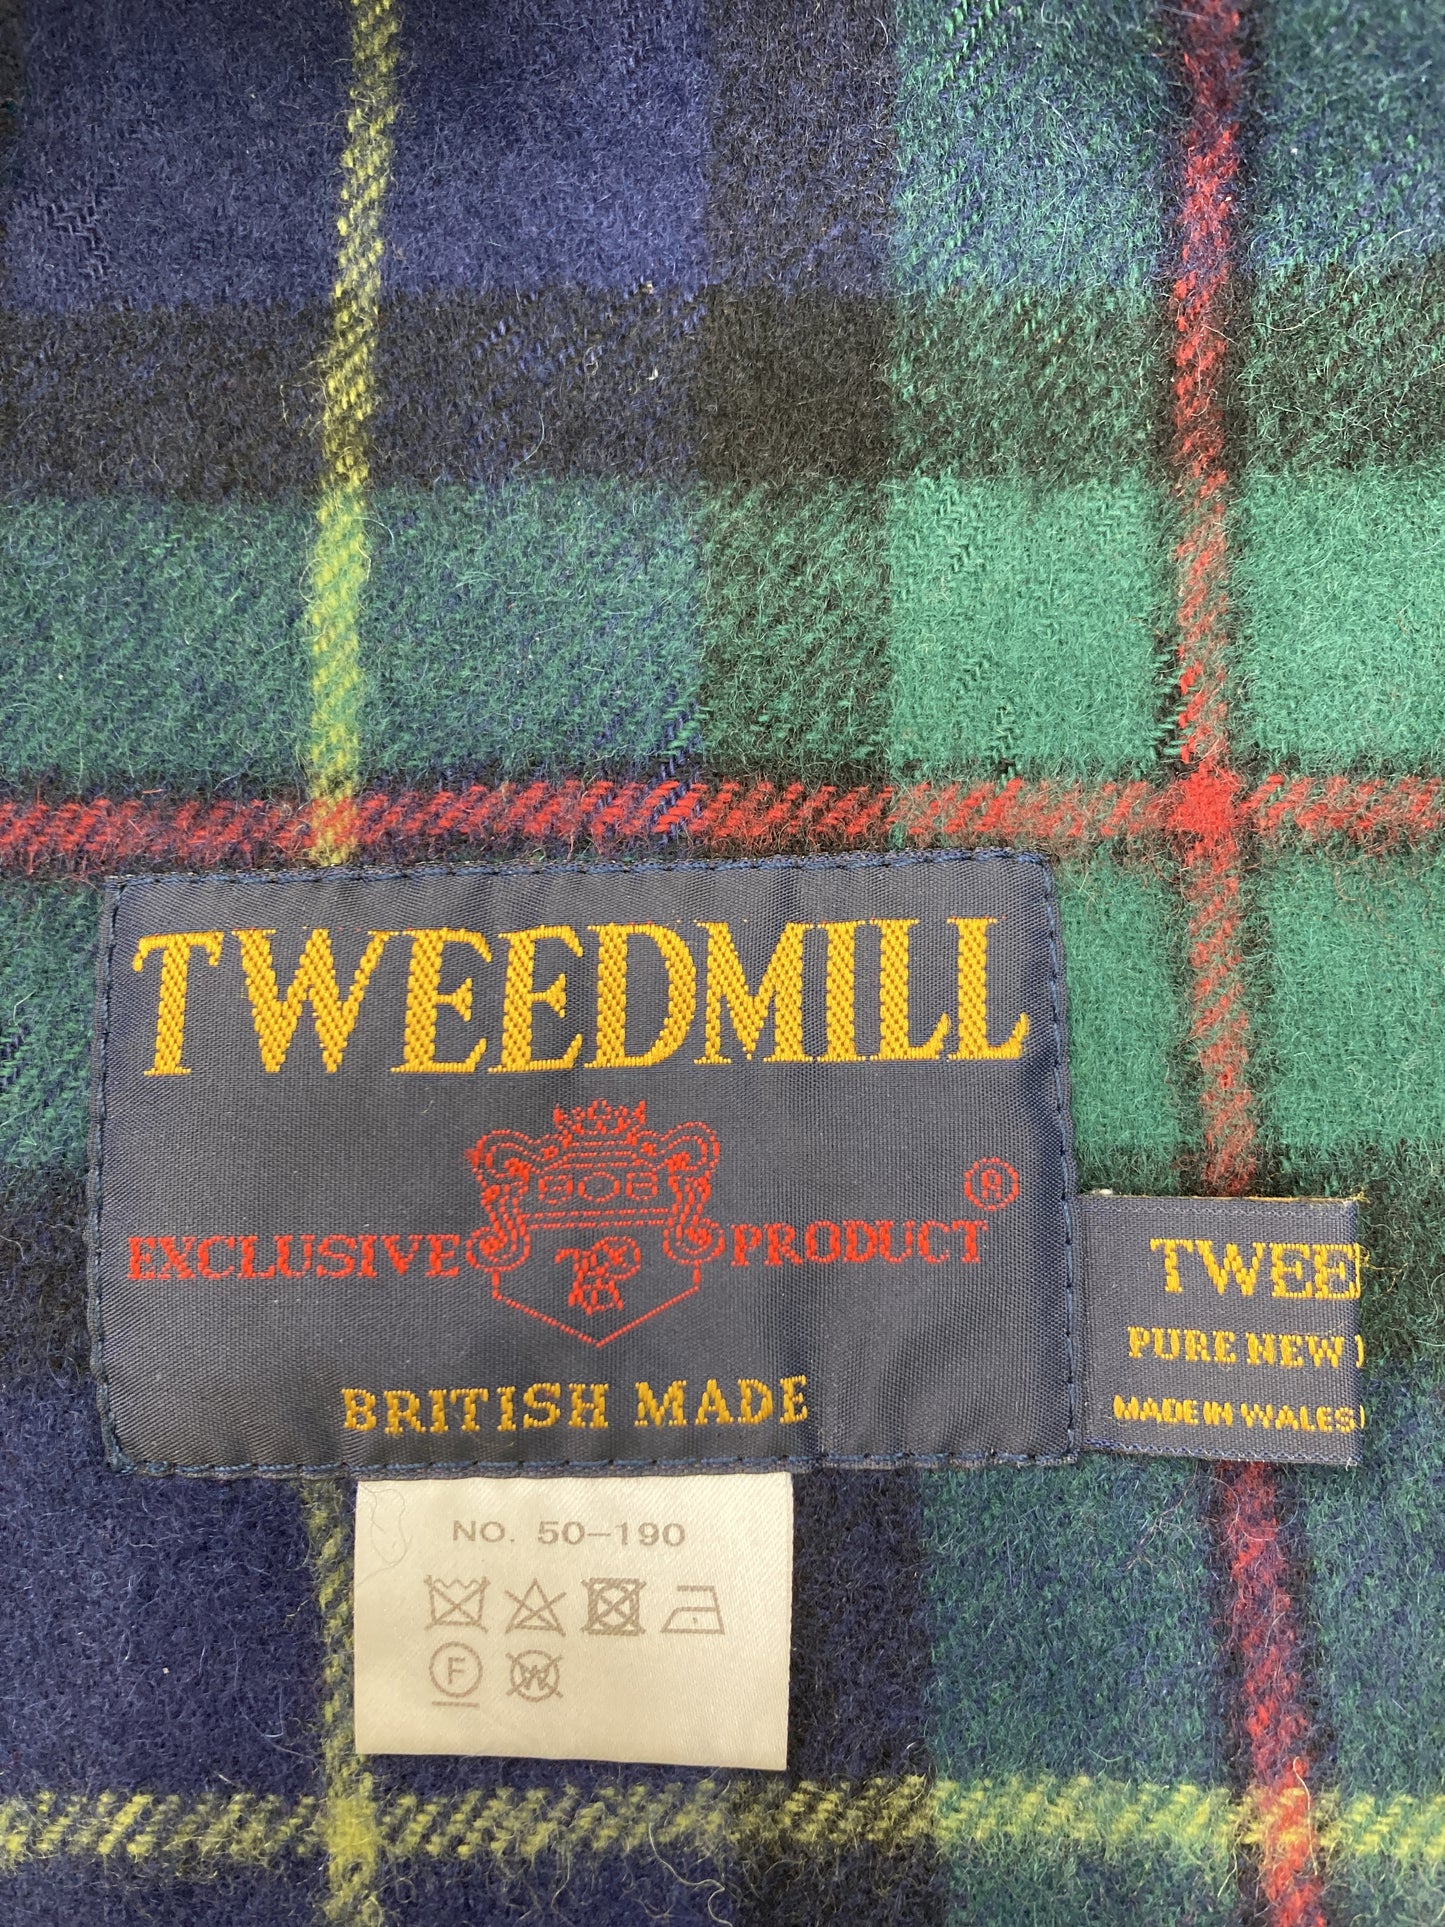 TWEEDMILL
BOB
®
EXCLUSIVE PRODUCT
BRITISH MADE
TWEE
PURE NEW
MADE IN WALES
NO. 50-190
F W